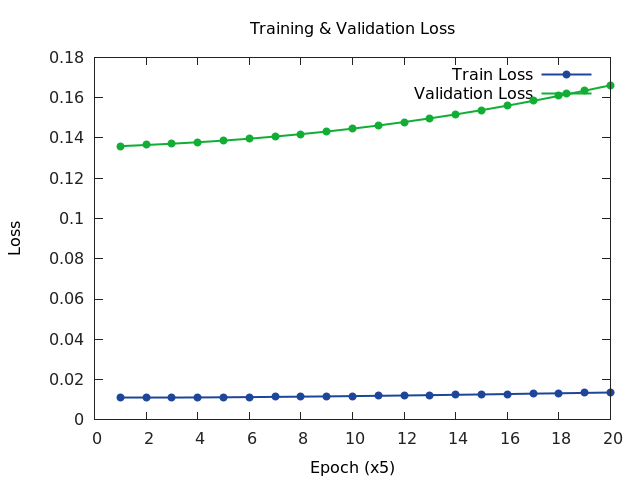 Training & Validation Loss
0.18
0.16
0.14
0.12
0.1
0.08
0.06
0.04
0.02
0
Loss
Train Loss
Validation Loss
0 2 4 6 8 10 12 14 16 18 20
Epoch (x5)